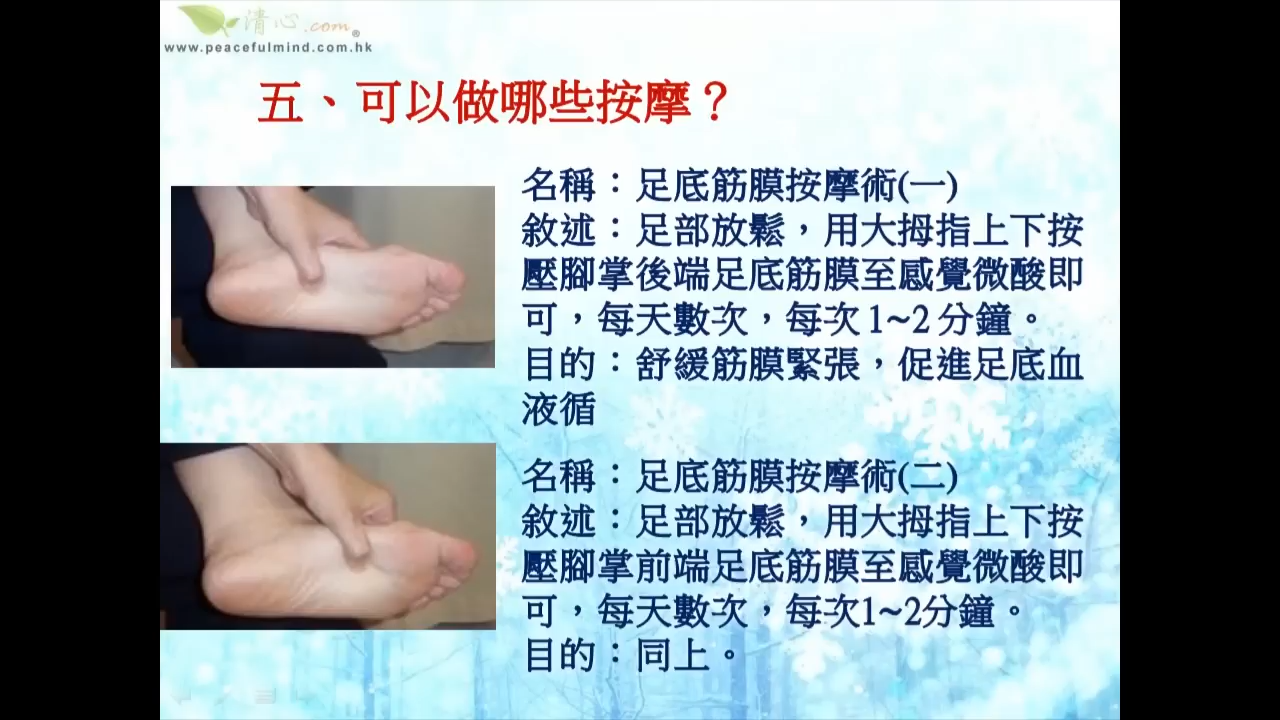 清心.com®
www.peacefulmind.com.hk
五、可以做哪些按摩？
名稱：足底筋膜按摩術(一)
敘述：足部放鬆，用大拇指上下按
壓腳掌後端足底筋膜至感覺微酸即
可，每天數次，每次1~2分鐘。
目的：舒緩筋膜緊張，促進足底血
液循
名稱：足底筋膜按摩術(二)
敘述：足部放鬆，用大拇指上下按
壓腳掌前端足底筋膜至感覺微酸即
可，每天數次，每次1~2分鐘。
目的：同上。